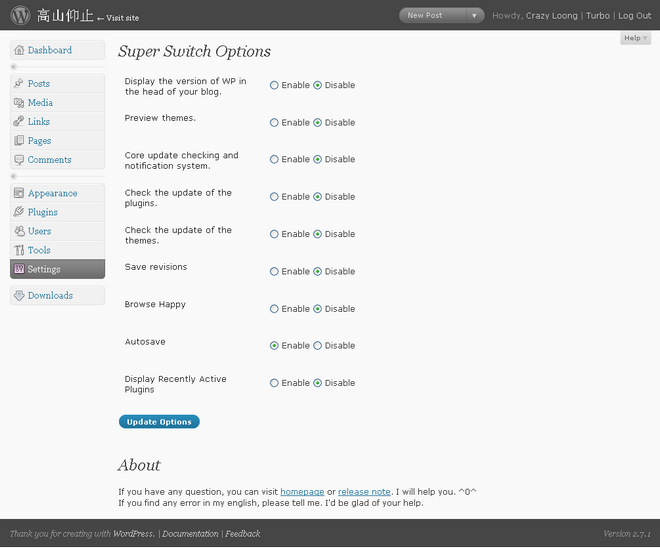 高山仰止 ← Visit site
New Post
Howdy, Crazy Loong | Turbo | Log Out
Help
Dashboard
Posts
Media
Links
Pages
Comments
Appearance
Plugins
Users
Tools
Settings
Downloads
Super Switch Options
Display the version of WP in
the head of your blog.
Enable Disable
Preview themes.
Enable Disable
Core update checking and
notification system.
Enable Disable
Check the update of the
plugins.
Enable Disable
Check the update of the
themes.
Enable Disable
Save revisions
Enable Disable
Browse Happy
Enable Disable
Autosave
Enable Disable
Display Recently Active
Plugins
Enable Disable
Update Options
About
If you have any question, you can visit homepage or release note. I will help you. ^0^
If you find any error in my english, please tell me. I'd be glad of your help.
Thank you for creating with WordPress. | Documentation | Feedback
Version 2.7.1